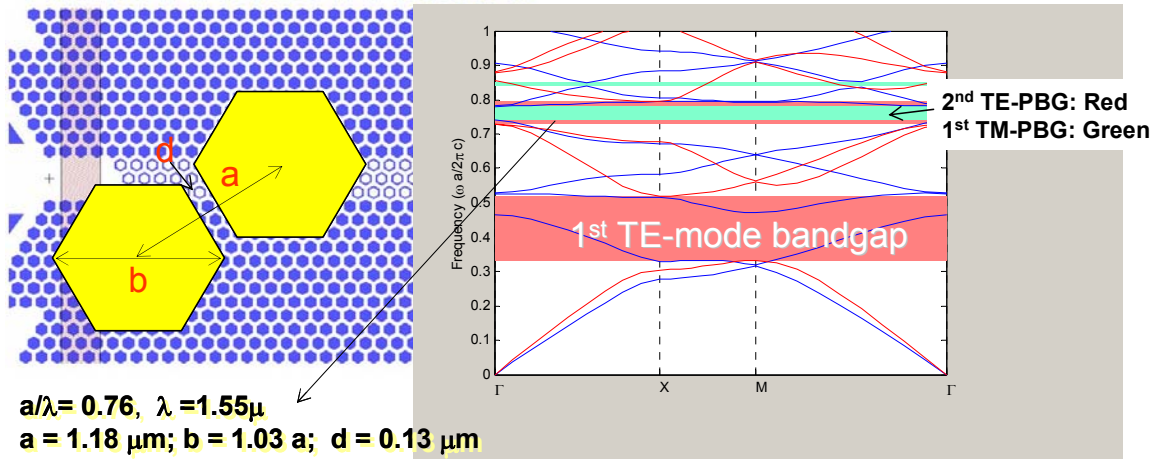 d
a
b
a/λ= 0.76, λ =1.55μ
a = 1.18 μm; b = 1.03 a; d = 0.13 μm
Frequency (ω a/2π c)
1
0.9
0.8
0.7
0.6
0.5
0.4
0.3
0.2
0.1
0
Γ
X
M
Γ
1st TE-mode bandgap
2nd TE-PBG: Red
1st TM-PBG: Green